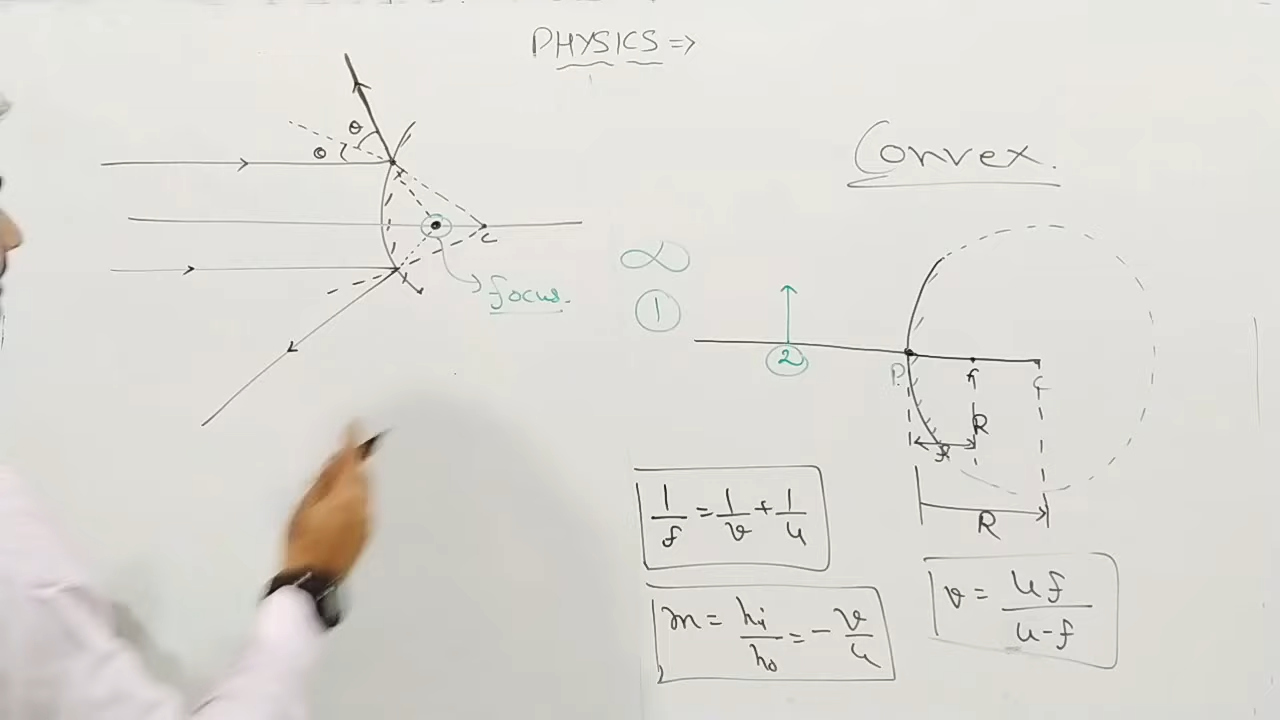 PHYSICS ⇒
θ
θ
C
focus.
Convex.
∞
1
2
P
f
C
R
R
1/f = 1/v + 1/u
m = hi/ho = - v/u
v = uf/u-f